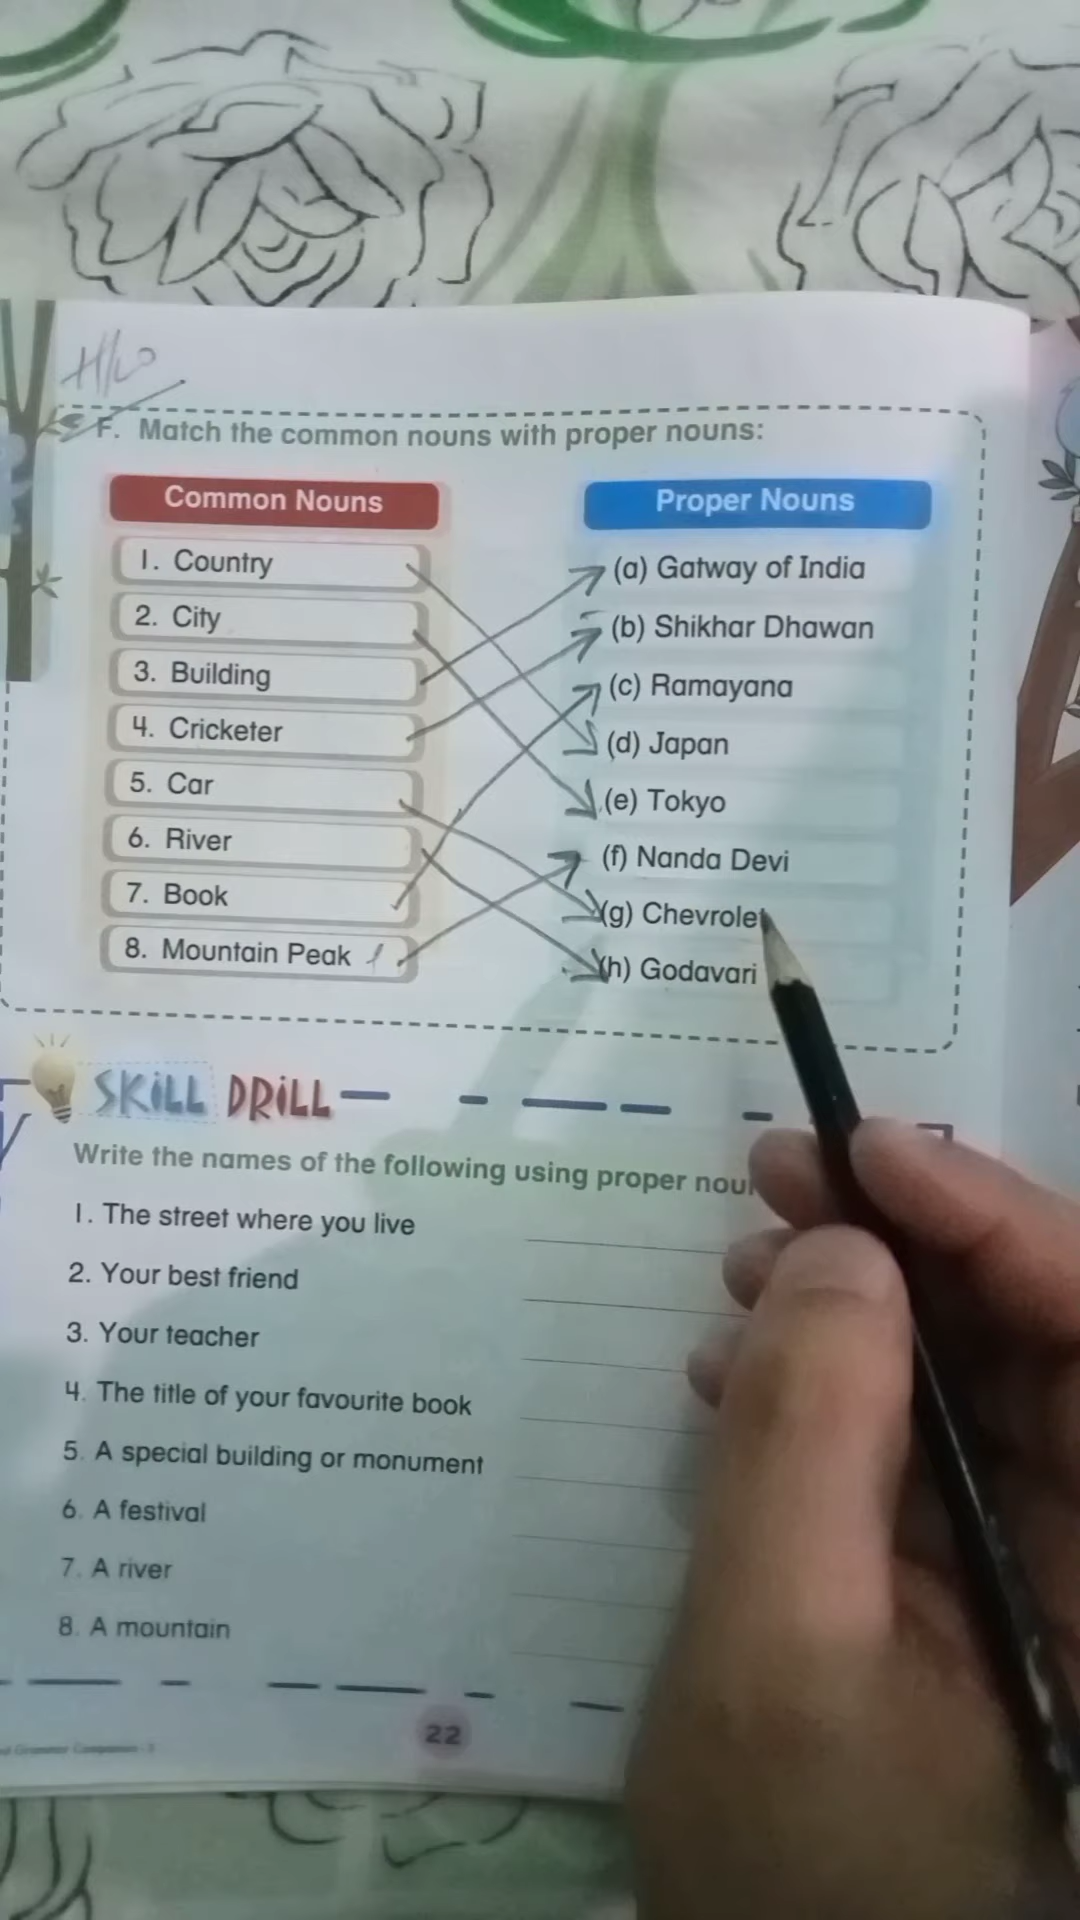 H/W
F. Match the common nouns with proper nouns:
Common Nouns
Proper Nouns
1. Country
(a) Gatway of India
2. City
(b) Shikhar Dhawan
3. Building
(c) Ramayana
4. Cricketer
(d) Japan
5. Car
(e) Tokyo
6. River
(f) Nanda Devi
7. Book
(g) Chevrolet
8. Mountain Peak
(h) Godavari
SKiLL DRiLL
Write the names of the following using proper nou
1. The street where you live
2. Your best friend
3. Your teacher
4. The title of your favourite book
5. A special building or monument
6. A festival
7. A river
8. A mountain
22
Grammar Companion - 3